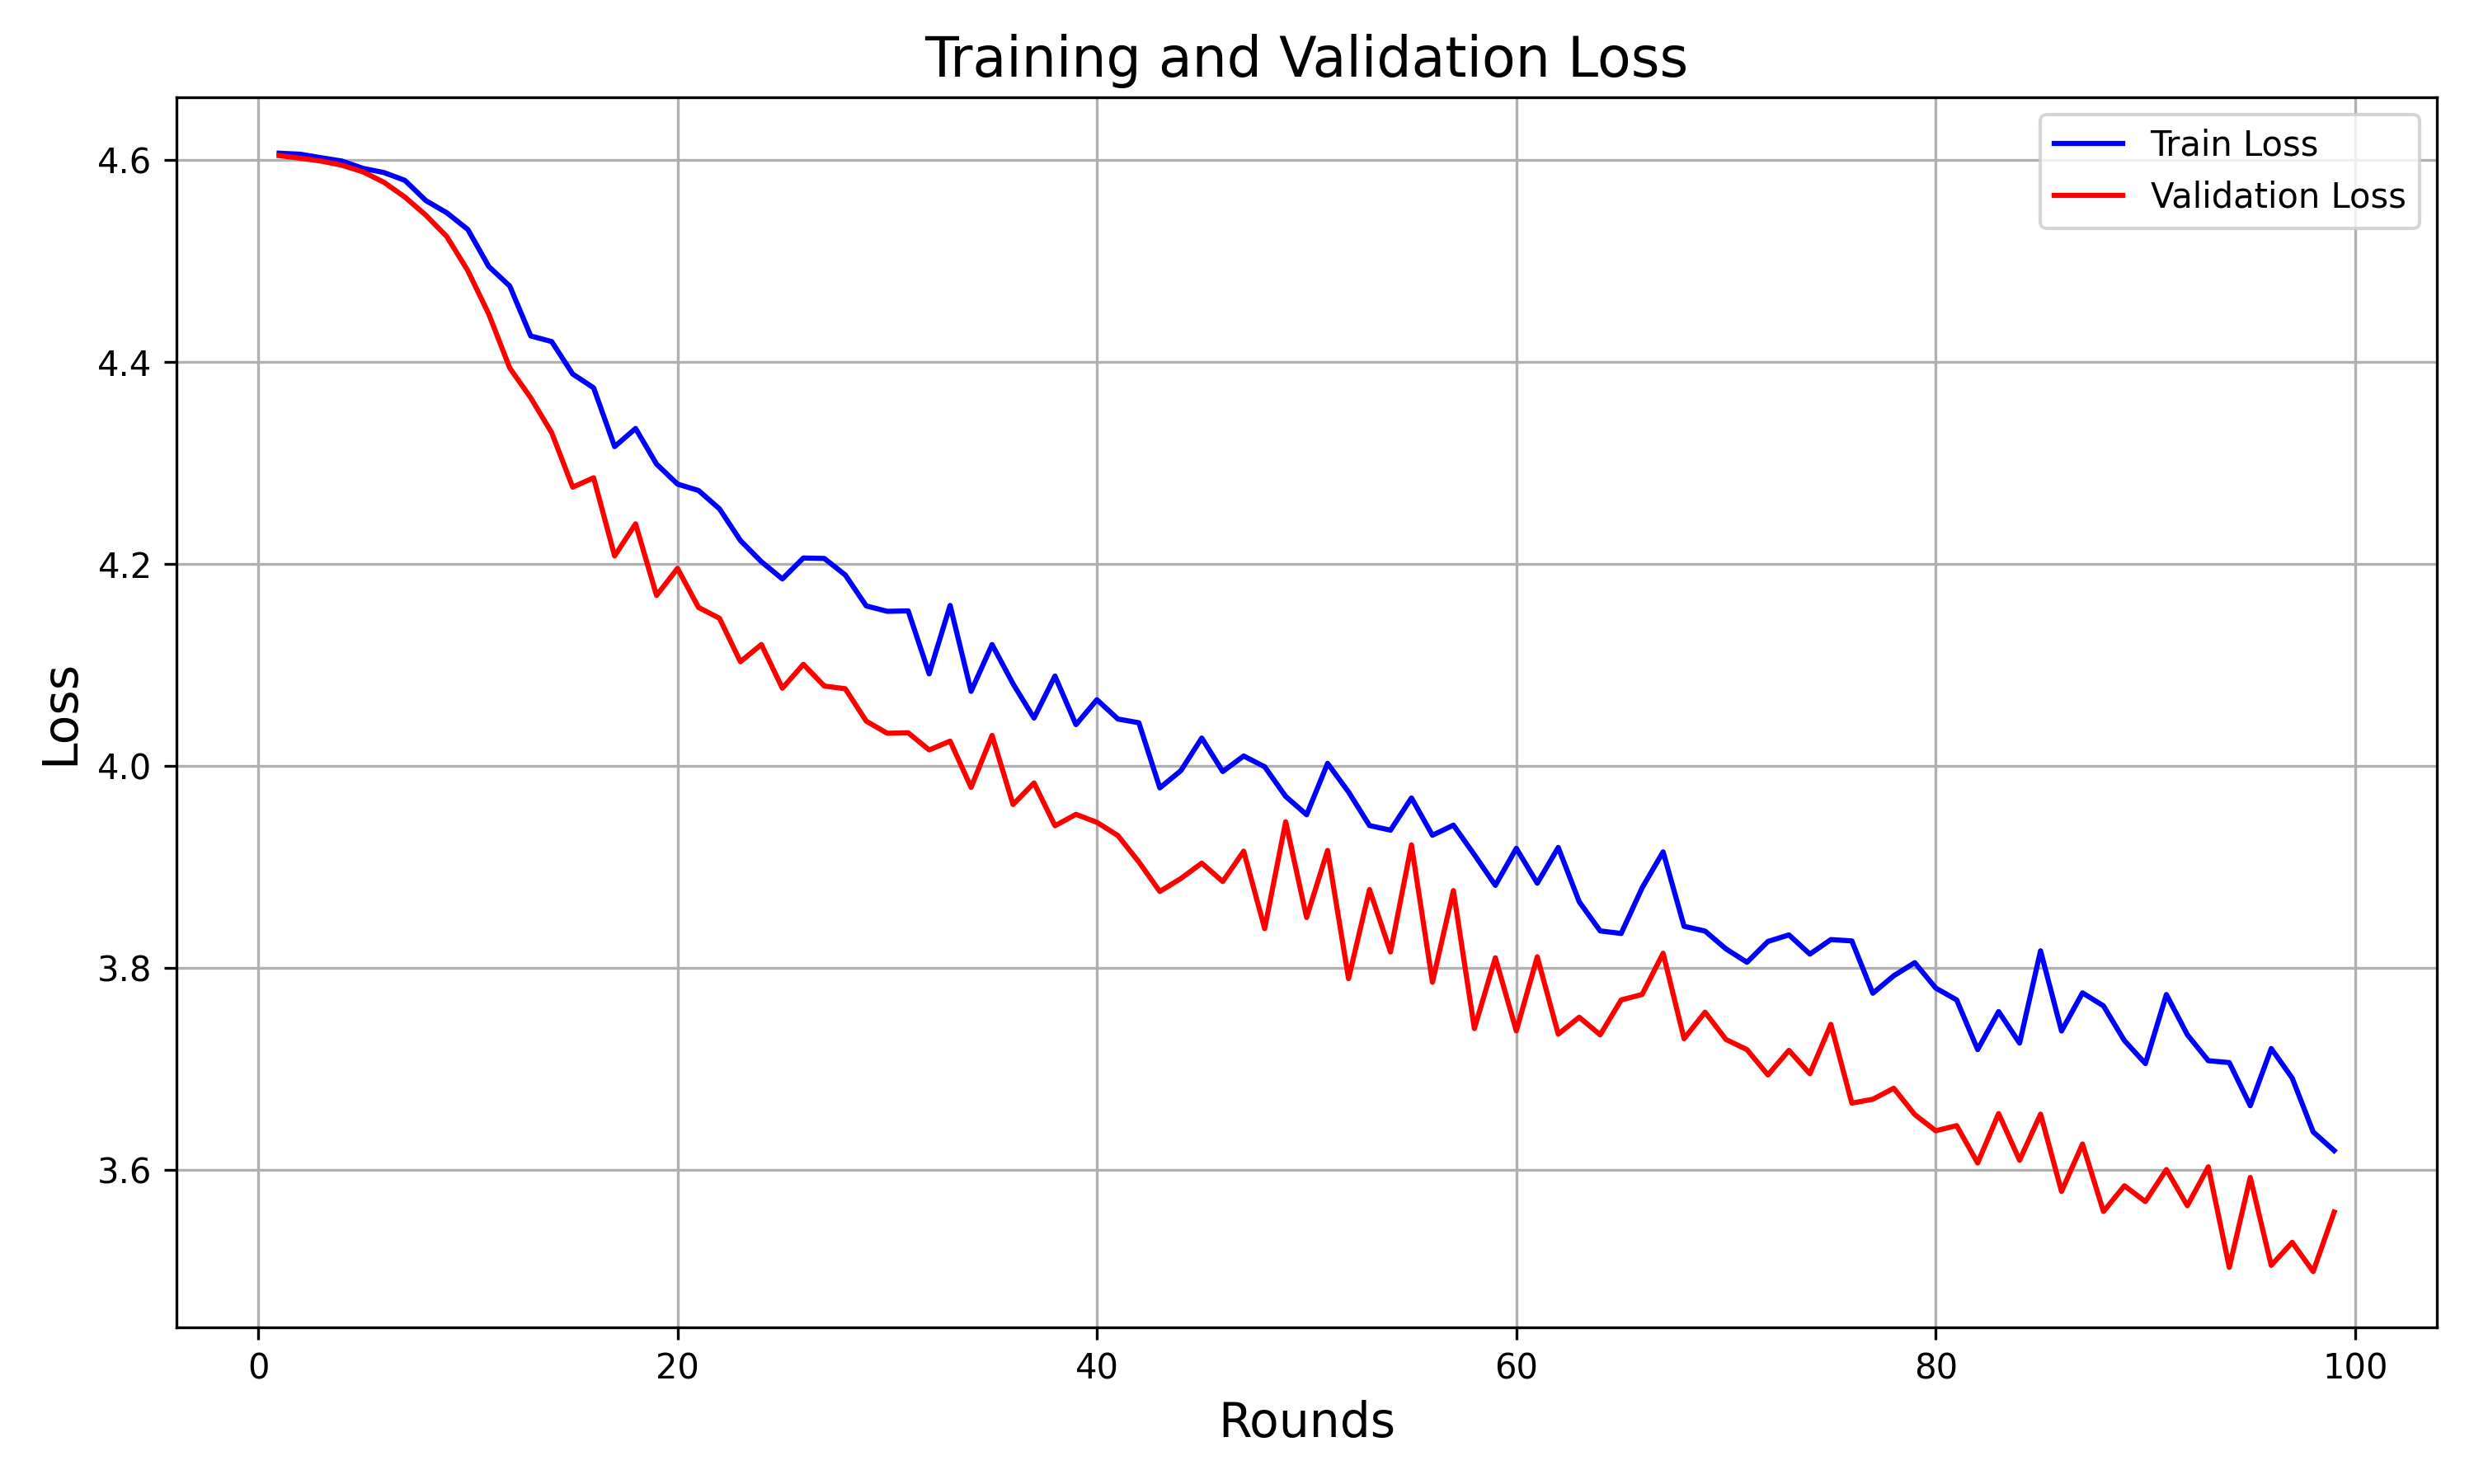 Training and Validation Loss
Train Loss
Validation Loss
4.6
4.4
4.2
4.0
3.8
3.6
Loss
0 20 40 60 80 100
Rounds